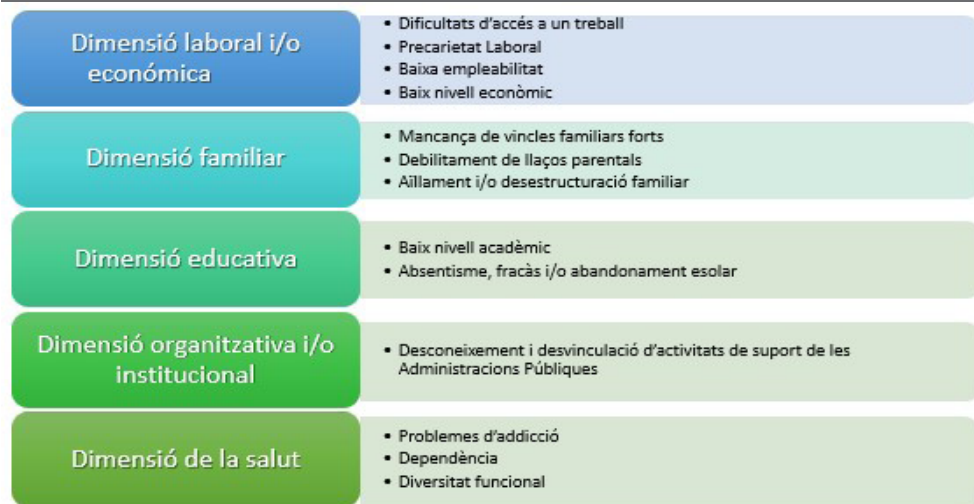 Dimensió laboral i/o
económica
• Dificultats d'accés a un treball
• Precarietat Laboral
• Baixa empleabilitat
• Baix nivell econòmic
Dimensió familiar
• Mancança de vincles familiars forts
• Debilitament de llaços parentals
• Aïllament i/o desestructuració familiar
Dimensió educativa
• Baix nivell acadèmic
• Absentisme, fracàs i/o abandonament esolar
Dimensió organitzativa i/o
institucional
• Desconeixement i desvinculació d'activitats de suport de les
Administracions Públiques
Dimensió de la salut
• Problemes d'addicció
• Dependència
• Diversitat funcional